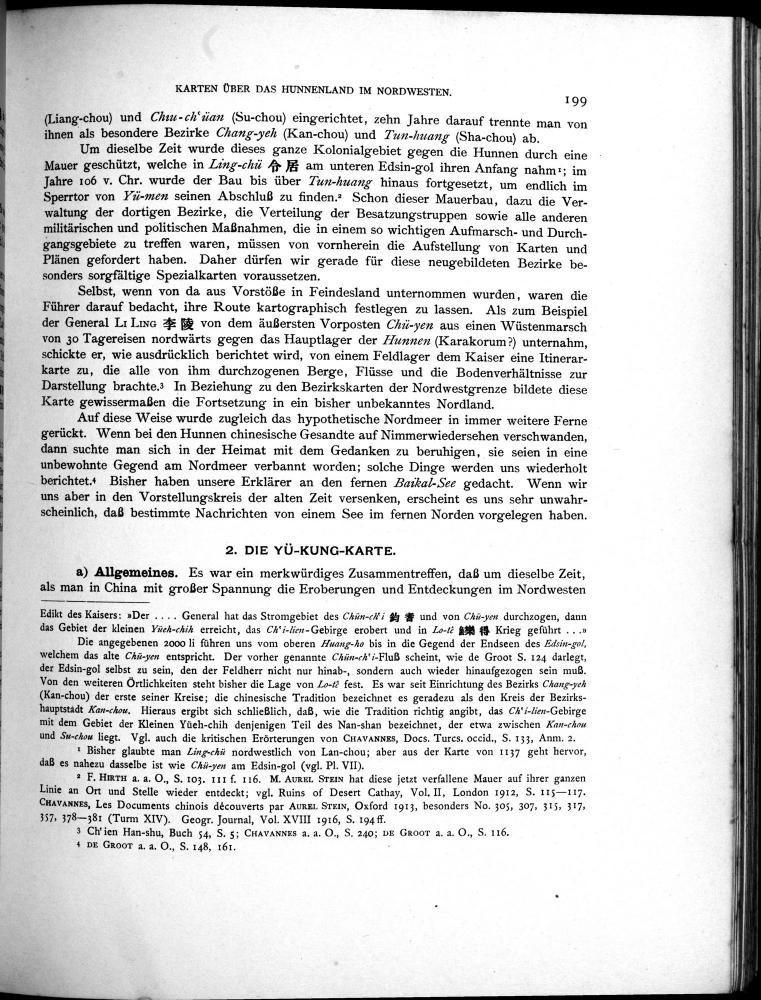 KARTEN ÜBER DAS HUNNENLAND IM NORDWESTEN.
199
(Liang-chou) und Chiu-ch‘üan (Su-chou) eingerichtet, zehn Jahre darauf trennte man von
ihnen als besondere Bezirke Chang-yeh (Kan-chou) und Tun-huang (Sha-chou) ab.
Um dieselbe Zeit wurde dieses ganze Kolonialgebiet gegen die Hunnen durch eine
Mauer geschützt, welche in Ling-chü 令居 am unteren Edsin-gol ihren Anfang nahm¹; im
Jahre 106 v. Chr. wurde der Bau bis über Tun-huang hinaus fortgesetzt, um endlich im
Sperrtor von Yü-men seinen Abschluß zu finden.² Schon dieser Mauerbau, dazu die Ver-
waltung der dortigen Bezirke, die Verteilung der Besatzungstruppen sowie alle anderen
militärischen und politischen Maßnahmen, die in einem so wichtigen Aufmarsch- und Durch-
gangsgebiete zu treffen waren, müssen von vornherein die Aufstellung von Karten und
Plänen gefordert haben. Daher dürfen wir gerade für diese neugebildeten Bezirke be-
sonders sorgfältige Spezialkarten voraussetzen.
Selbst, wenn von da aus Vorstöße in Feindesland unternommen wurden, waren die
Führer darauf bedacht, ihre Route kartographisch festlegen zu lassen. Als zum Beispiel
der General LI LING 李陵 von dem äußersten Vorposten Chü-yen aus einen Wüstenmarsch
von 30 Tagereisen nordwärts gegen das Hauptlager der Hunnen (Karakorum?) unternahm,
schickte er, wie ausdrücklich berichtet wird, von einem Feldlager dem Kaiser eine Itinerar-
karte zu, die alle von ihm durchzogenen Berge, Flüsse und die Bodenverhältnisse zur
Darstellung brachte.³ In Beziehung zu den Bezirkskarten der Nordwestgrenze bildete diese
Karte gewissermaßen die Fortsetzung in ein bisher unbekanntes Nordland.
Auf diese Weise wurde zugleich das hypothetische Nordmeer in immer weitere Ferne
gerückt. Wenn bei den Hunnen chinesische Gesandte auf Nimmerwiedersehen verschwanden,
dann suchte man sich in der Heimat mit dem Gedanken zu beruhigen, sie seien in eine
unbewohnte Gegend am Nordmeer verbannt worden; solche Dinge werden uns wiederholt
berichtet.⁴ Bisher haben unsere Erklärer an den fernen Baïkal-See gedacht. Wenn wir
uns aber in den Vorstellungskreis der alten Zeit versenken, erscheint es uns sehr unwahr-
scheinlich, daß bestimmte Nachrichten von einem See im fernen Norden vorgelegen haben.
2. DIE YÜ-KUNG-KARTE.
a) Allgemeines. Es war ein merkwürdiges Zusammentreffen, daß um dieselbe Zeit,
als man in China mit großer Spannung die Eroberungen und Entdeckungen im Nordwesten
Edikt des Kaisers: »Der .... General hat das Stromgebiet des Chün-ch‘i 鈞耆 und von Chü-yen durchzogen, dann
das Gebiet der kleinen Yüeh-chih erreicht, das Ch‘i-lien-Gebirge erobert und in Lo-tê 得 Krieg geführt ...»
Die angegebenen 2000 li führen uns vom oberen Huang-ho bis in die Gegend der Endseen des Edsin-gol,
welchem das alte Chü-yen entspricht. Der vorher genannte Chün-ch‘i-Fluß scheint, wie de Groot S. 124 darlegt,
der Edsin-gol selbst zu sein, den der Feldherr nicht nur hinab-, sondern auch wieder hinaufgezogen sein muß.
Von den weiteren Örtlichkeiten steht bisher die Lage von Lo-tê fest. Es war seit Einrichtung des Bezirks Chang-yeh
(Kan-chou) der erste seiner Kreise; die chinesische Tradition bezeichnet es geradezu als den Kreis der Bezirks-
hauptstadt Kan-chou. Hieraus ergibt sich schließlich, daß, wie die Tradition richtig angibt, das Ch‘i-lien-Gebirge
mit dem Gebiet der Kleinen Yüeh-chih denjenigen Teil des Nan-shan bezeichnet, der etwa zwischen Kan-chou
und Su-chou liegt. Vgl. auch die kritischen Erörterungen von CHAVANNES, Docs. Turcs. occid., S. 133, Anm. 2.
¹ Bisher glaubte man Ling-chü nordwestlich von Lan-chou; aber aus der Karte von 1137 geht hervor,
daß es nahezu dasselbe ist wie Chü-yen am Edsin-gol (vgl. Pl. VII).
² F. HIRTH a. a. O., S. 103. 111 f. 116. M. AUREL STEIN hat diese jetzt verfallene Mauer auf ihrer ganzen
Linie an Ort und Stelle wieder entdeckt; vgl. Ruins of Desert Cathay, Vol. II, London 1912, S. 115—117.
CHAVANNES, Les Documents chinois découverts par AUREL STEIN, Oxford 1913, besonders No. 305, 307, 315, 317,
357, 378—381 (Turm XIV). Geogr. Journal, Vol. XVIII 1916, S. 194 ff.
³ Ch‘ien Han-shu, Buch 54, S. 5; CHAVANNES a. a. O., S. 240; DE GROOT a. a. O., S. 116.
⁴ DE GROOT a. a. O., S. 148, 161.